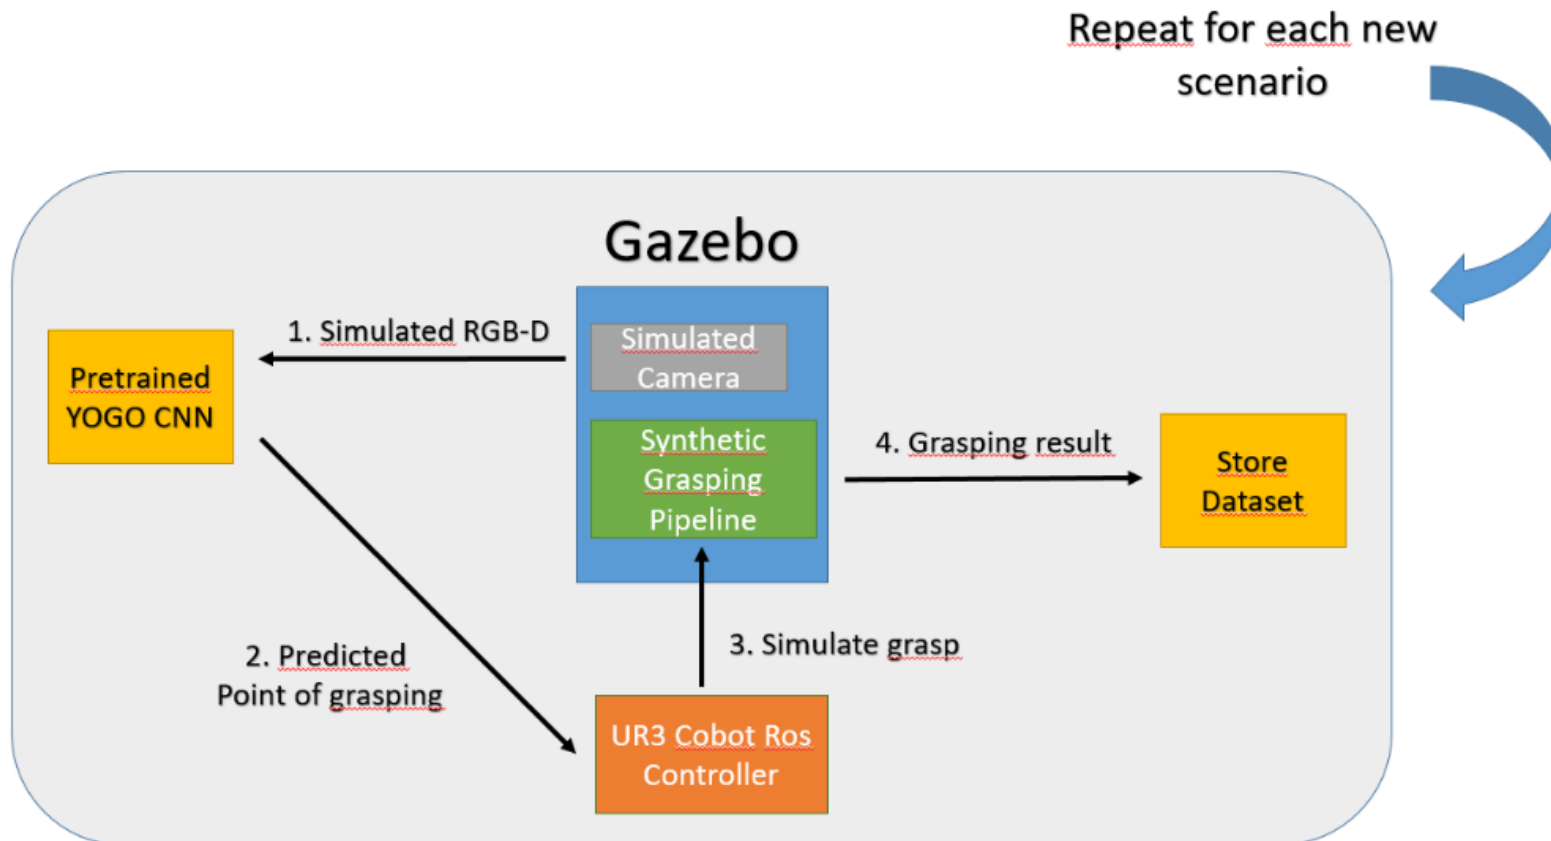 Repeat for each new
scenario
Gazebo
1. Simulated RGB-D
Simulated
Camera
Pretrained
YOGO CNN
Synthetic
Grasping
Pipeline
4. Grasping result
Store
Dataset
2. Predicted
Point of grasping
3. Simulate grasp
UR3 Cobot Ros
Controller